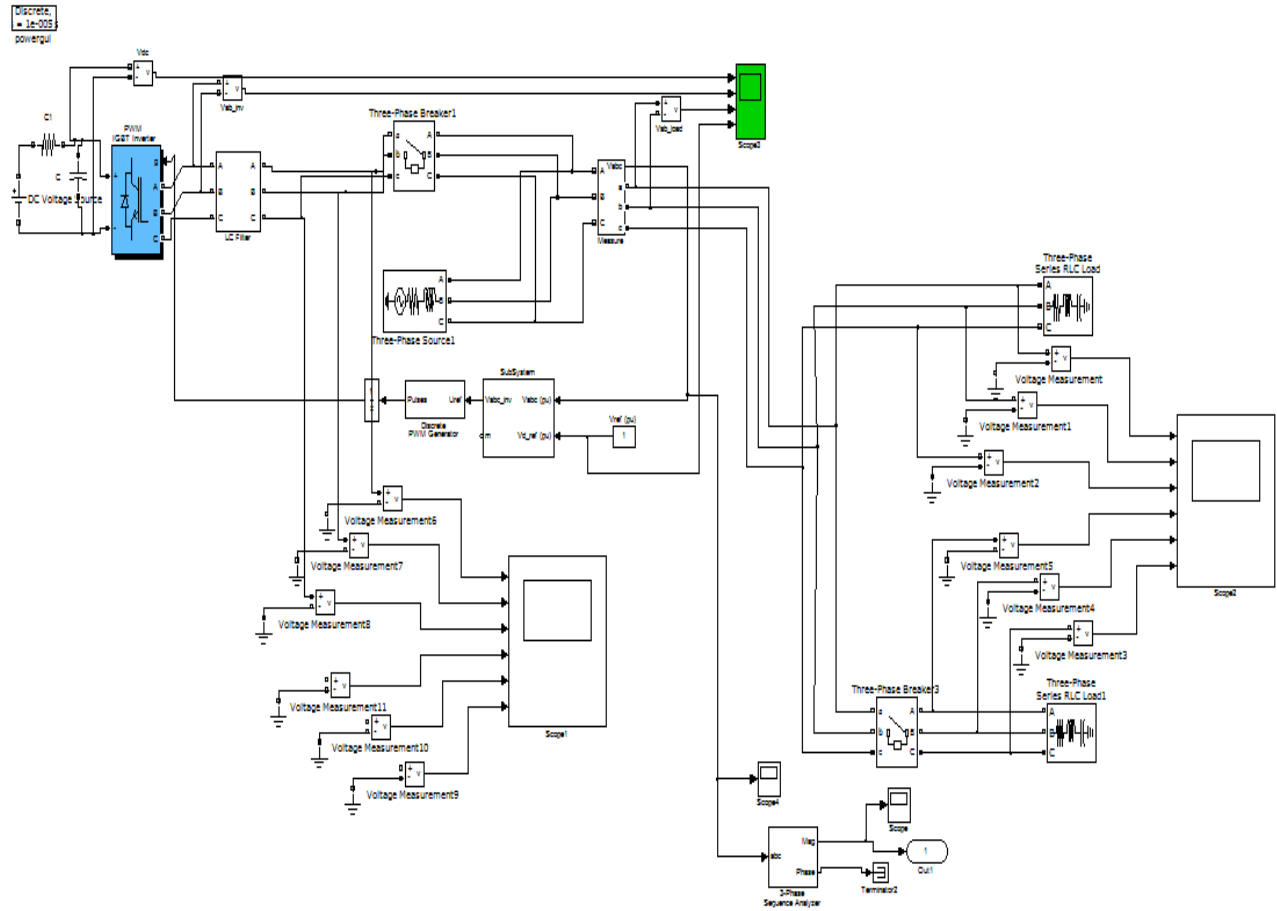 Discrete,
= 1e-005 s
powergui
Vdc
+
-
v
Vab_inv
+
-
v
Vab_load
+
-
v
Scope3
C1
C
DC Voltage Source
PWM
IGBT Inverter
+
-
g
A
B
C
A
B
C
A
B
C
LC Filter
Three-Phase Breaker1
a
b
c
A
B
C
A
B
C
Vabc
a
b
c
Measure
A
B
C
Three-Phase Source1
SubSystem
Vabc_inv
m
Vabc (pu)
Vd_ref (pu)
Pulses
Uref
Discrete
PWM Generator
Vref (pu)
1
Three-Phase
Series RLC Load
A
B
C
+
-
v
Voltage Measurement
+
-
v
Voltage Measurement1
+
-
v
Voltage Measurement2
+
-
v
Voltage Measurement5
+
-
v
Voltage Measurement4
+
-
v
Voltage Measurement3
Scope2
+
-
v
Voltage Measurement6
+
-
v
Voltage Measurement7
+
-
v
Voltage Measurement8
+
-
v
Voltage Measurement11
+
-
v
Voltage Measurement10
+
-
v
Voltage Measurement9
Scope1
Three-Phase Breaker3
a
b
c
A
B
C
Three-Phase
Series RLC Load1
A
B
C
Scope4
Scope
abc
Mag
Phase
3-Phase
Sequence Analyzer
1
Out1
Terminator2